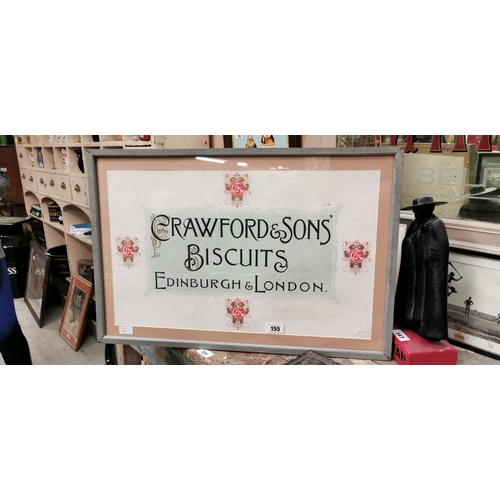 CRAWFORD & SONS'
BISCUITS
EDINBURGH & LONDON.
155